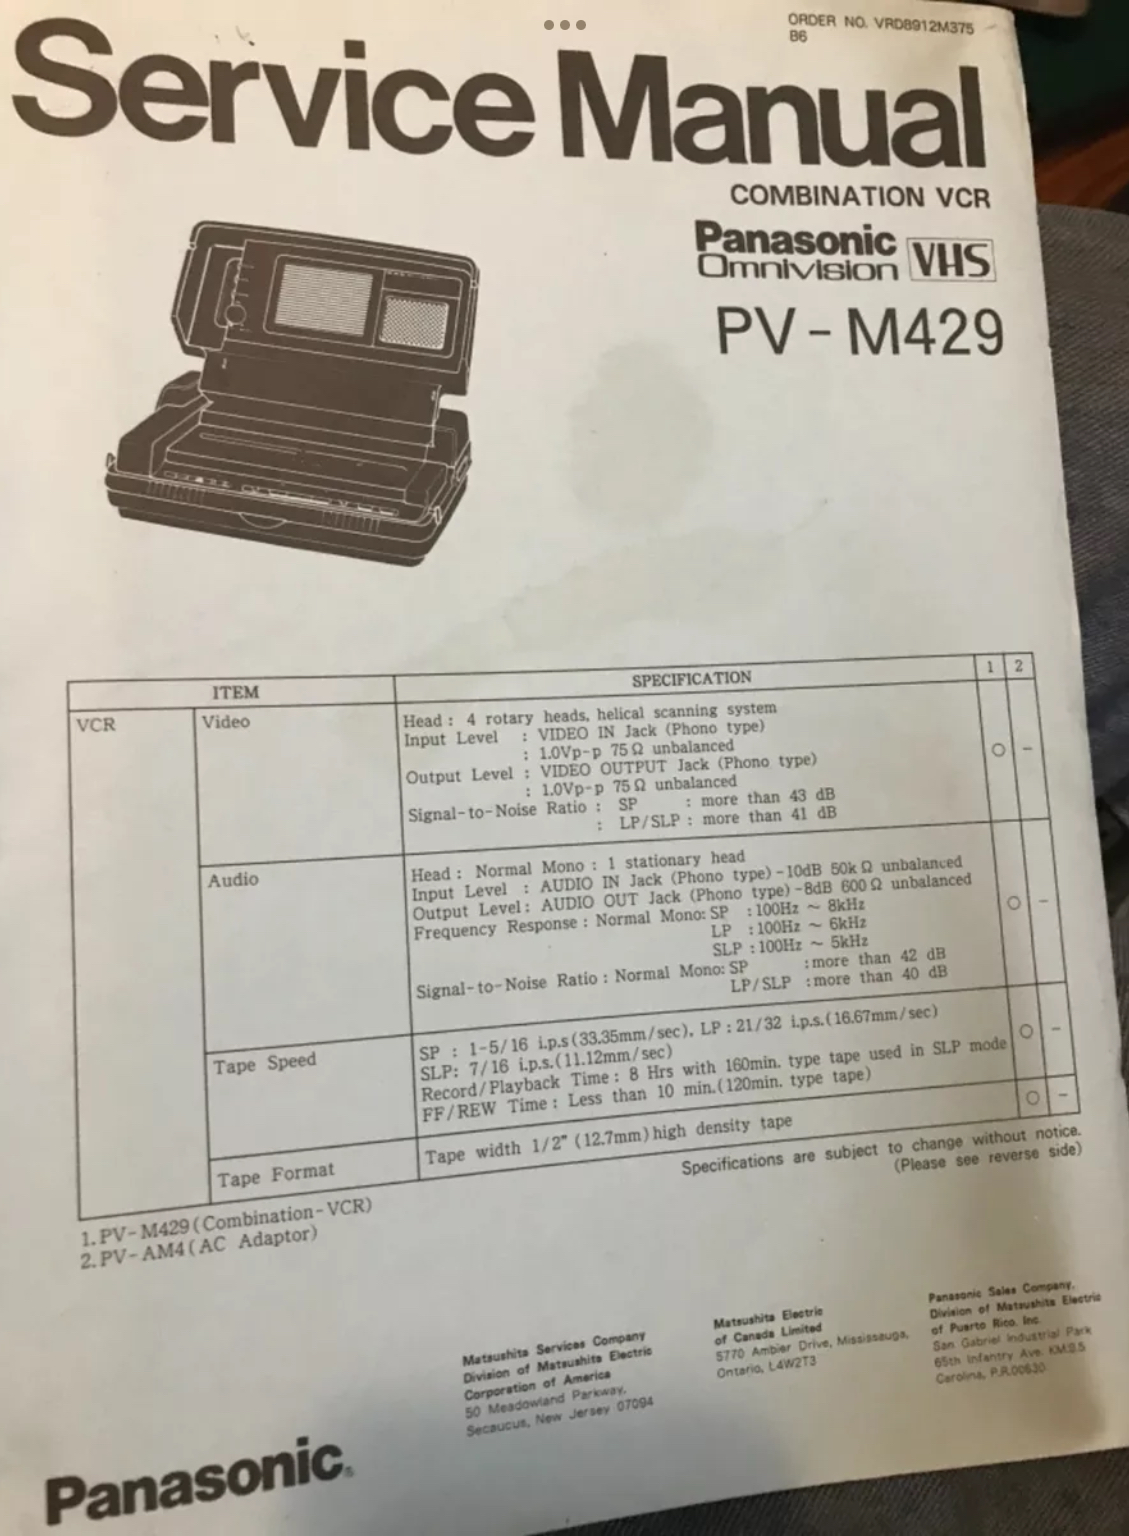 ORDER NO. VRD8912M375
B6
Service Manual
COMBINATION VCR
Panasonic
Omnivision VHS
PV-M429
ITEM SPECIFICATION 1 2
VCR Video
Head : 4 rotary heads, helical scanning system
Input Level : VIDEO IN Jack (Phono type)
: 1.0Vp-p 75Ω unbalanced
Output Level : VIDEO OUTPUT Jack (Phono type)
: 1.0Vp-p 75Ω unbalanced
Signal-to-Noise Ratio : SP : more than 43 dB
: LP/SLP : more than 41 dB
○ -
Audio
Head : Normal Mono : 1 stationary head
Input Level : AUDIO IN Jack (Phono type) -10dB 50kΩ unbalanced
Output Level : AUDIO OUT Jack (Phono type) -8dB 600Ω unbalanced
Frequency Response : Normal Mono: SP : 100Hz ~ 8kHz
LP : 100Hz ~ 6kHz
SLP : 100Hz ~ 5kHz
Signal-to-Noise Ratio : Normal Mono: SP : more than 42 dB
LP/SLP : more than 40 dB
○ -
Tape Speed
SP : 1-5/16 i.p.s(33.35mm/sec), LP : 21/32 i.p.s.(16.67mm/sec)
SLP: 7/16 i.p.s.(11.12mm/sec)
Record/Playback Time : 8 Hrs with 160min. type tape used in SLP mode
FF/REW Time : Less than 10 min.(120min. type tape)
○ -
Tape Format
Tape width 1/2" (12.7mm) high density tape
○ -
Specifications are subject to change without notice.
(Please see reverse side)
1. PV-M429 (Combination-VCR)
2. PV-AM4 (AC Adaptor)
Matsushita Services Company
Division of Matsushita Electric
Corporation of America
50 Meadowland Parkway,
Secaucus, New Jersey 07094
Matsushita Electric
of Canada Limited
5770 Ambler Drive, Mississauga,
Ontario, L4W2T3
Panasonic Sales Company,
Division of Matsushita Electric
of Puerto Rico, Inc.
San Gabriel Industrial Park
65th Infantry Ave. KM.9.5
Carolina, P.R.00630
Panasonic®